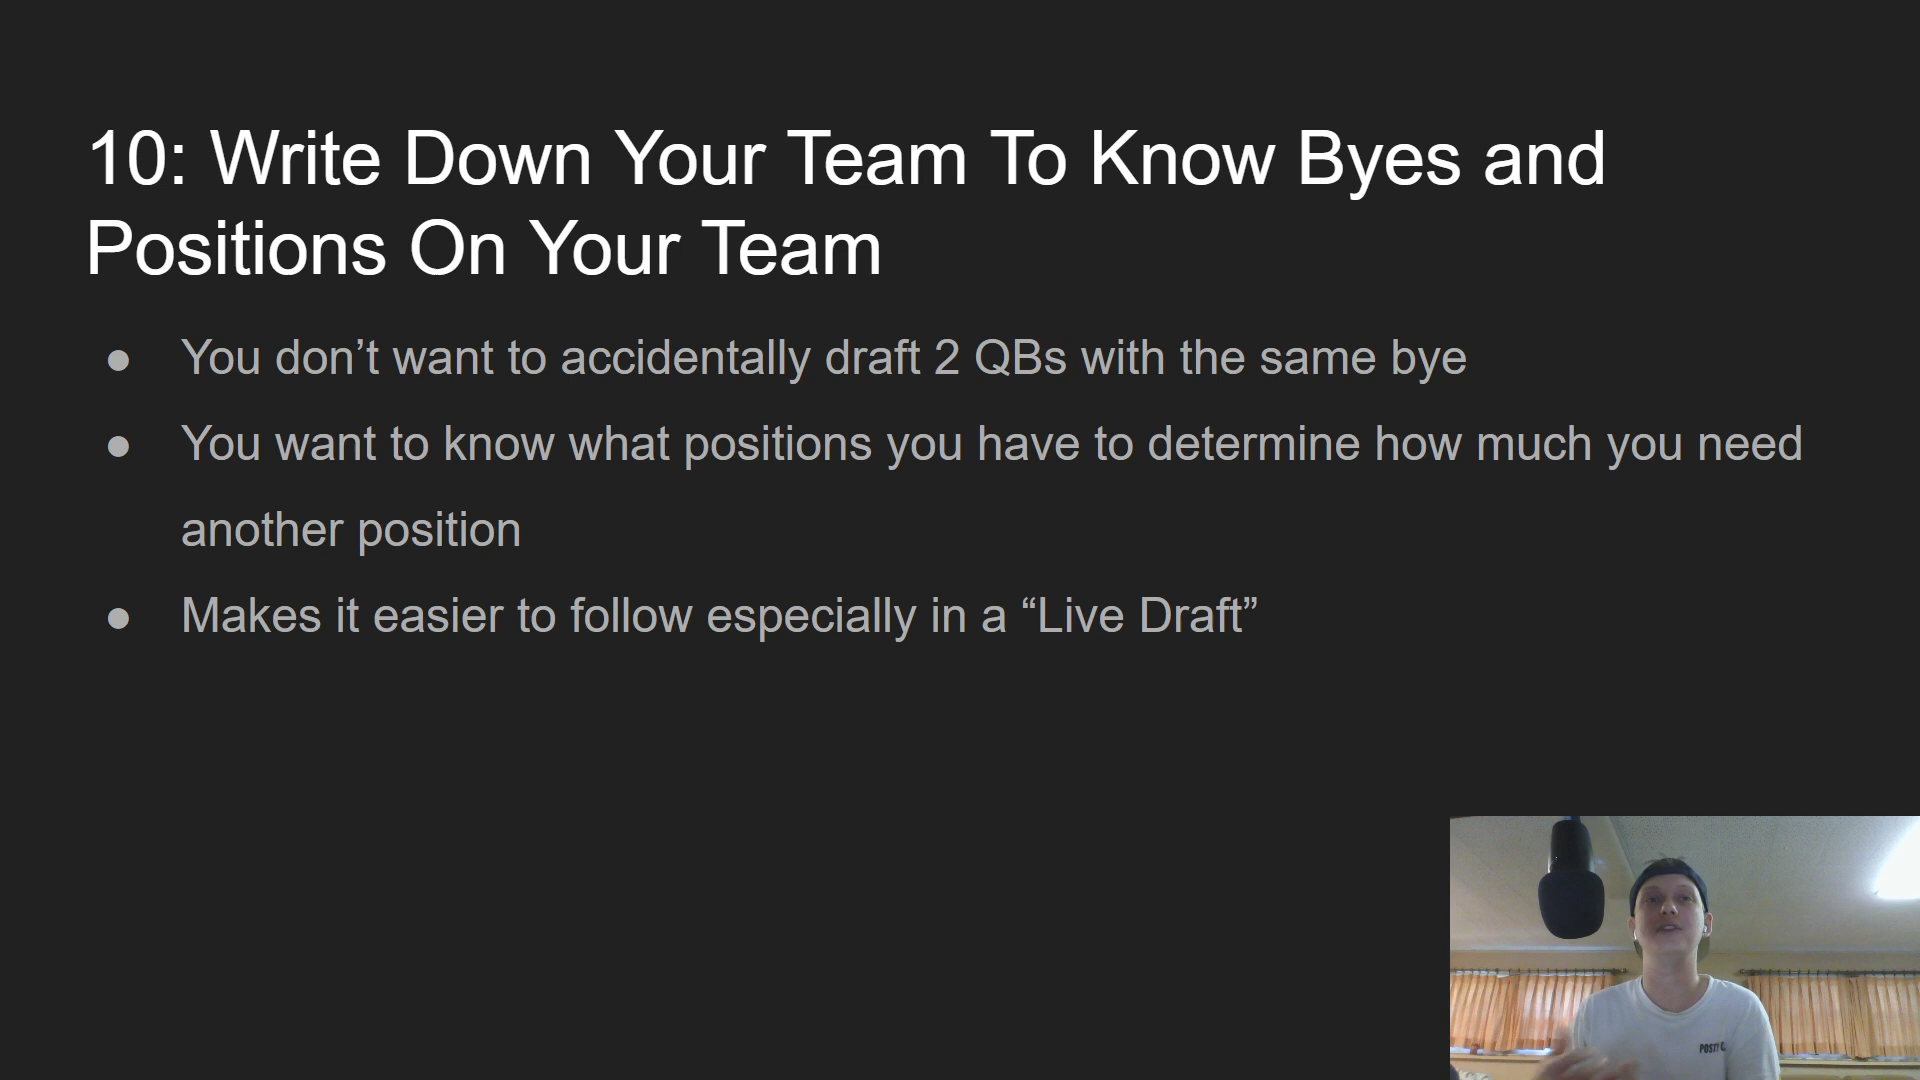 10: Write Down Your Team To Know Byes and
Positions On Your Team
● You don’t want to accidentally draft 2 QBs with the same bye
● You want to know what positions you have to determine how much you need
another position
● Makes it easier to follow especially in a “Live Draft”